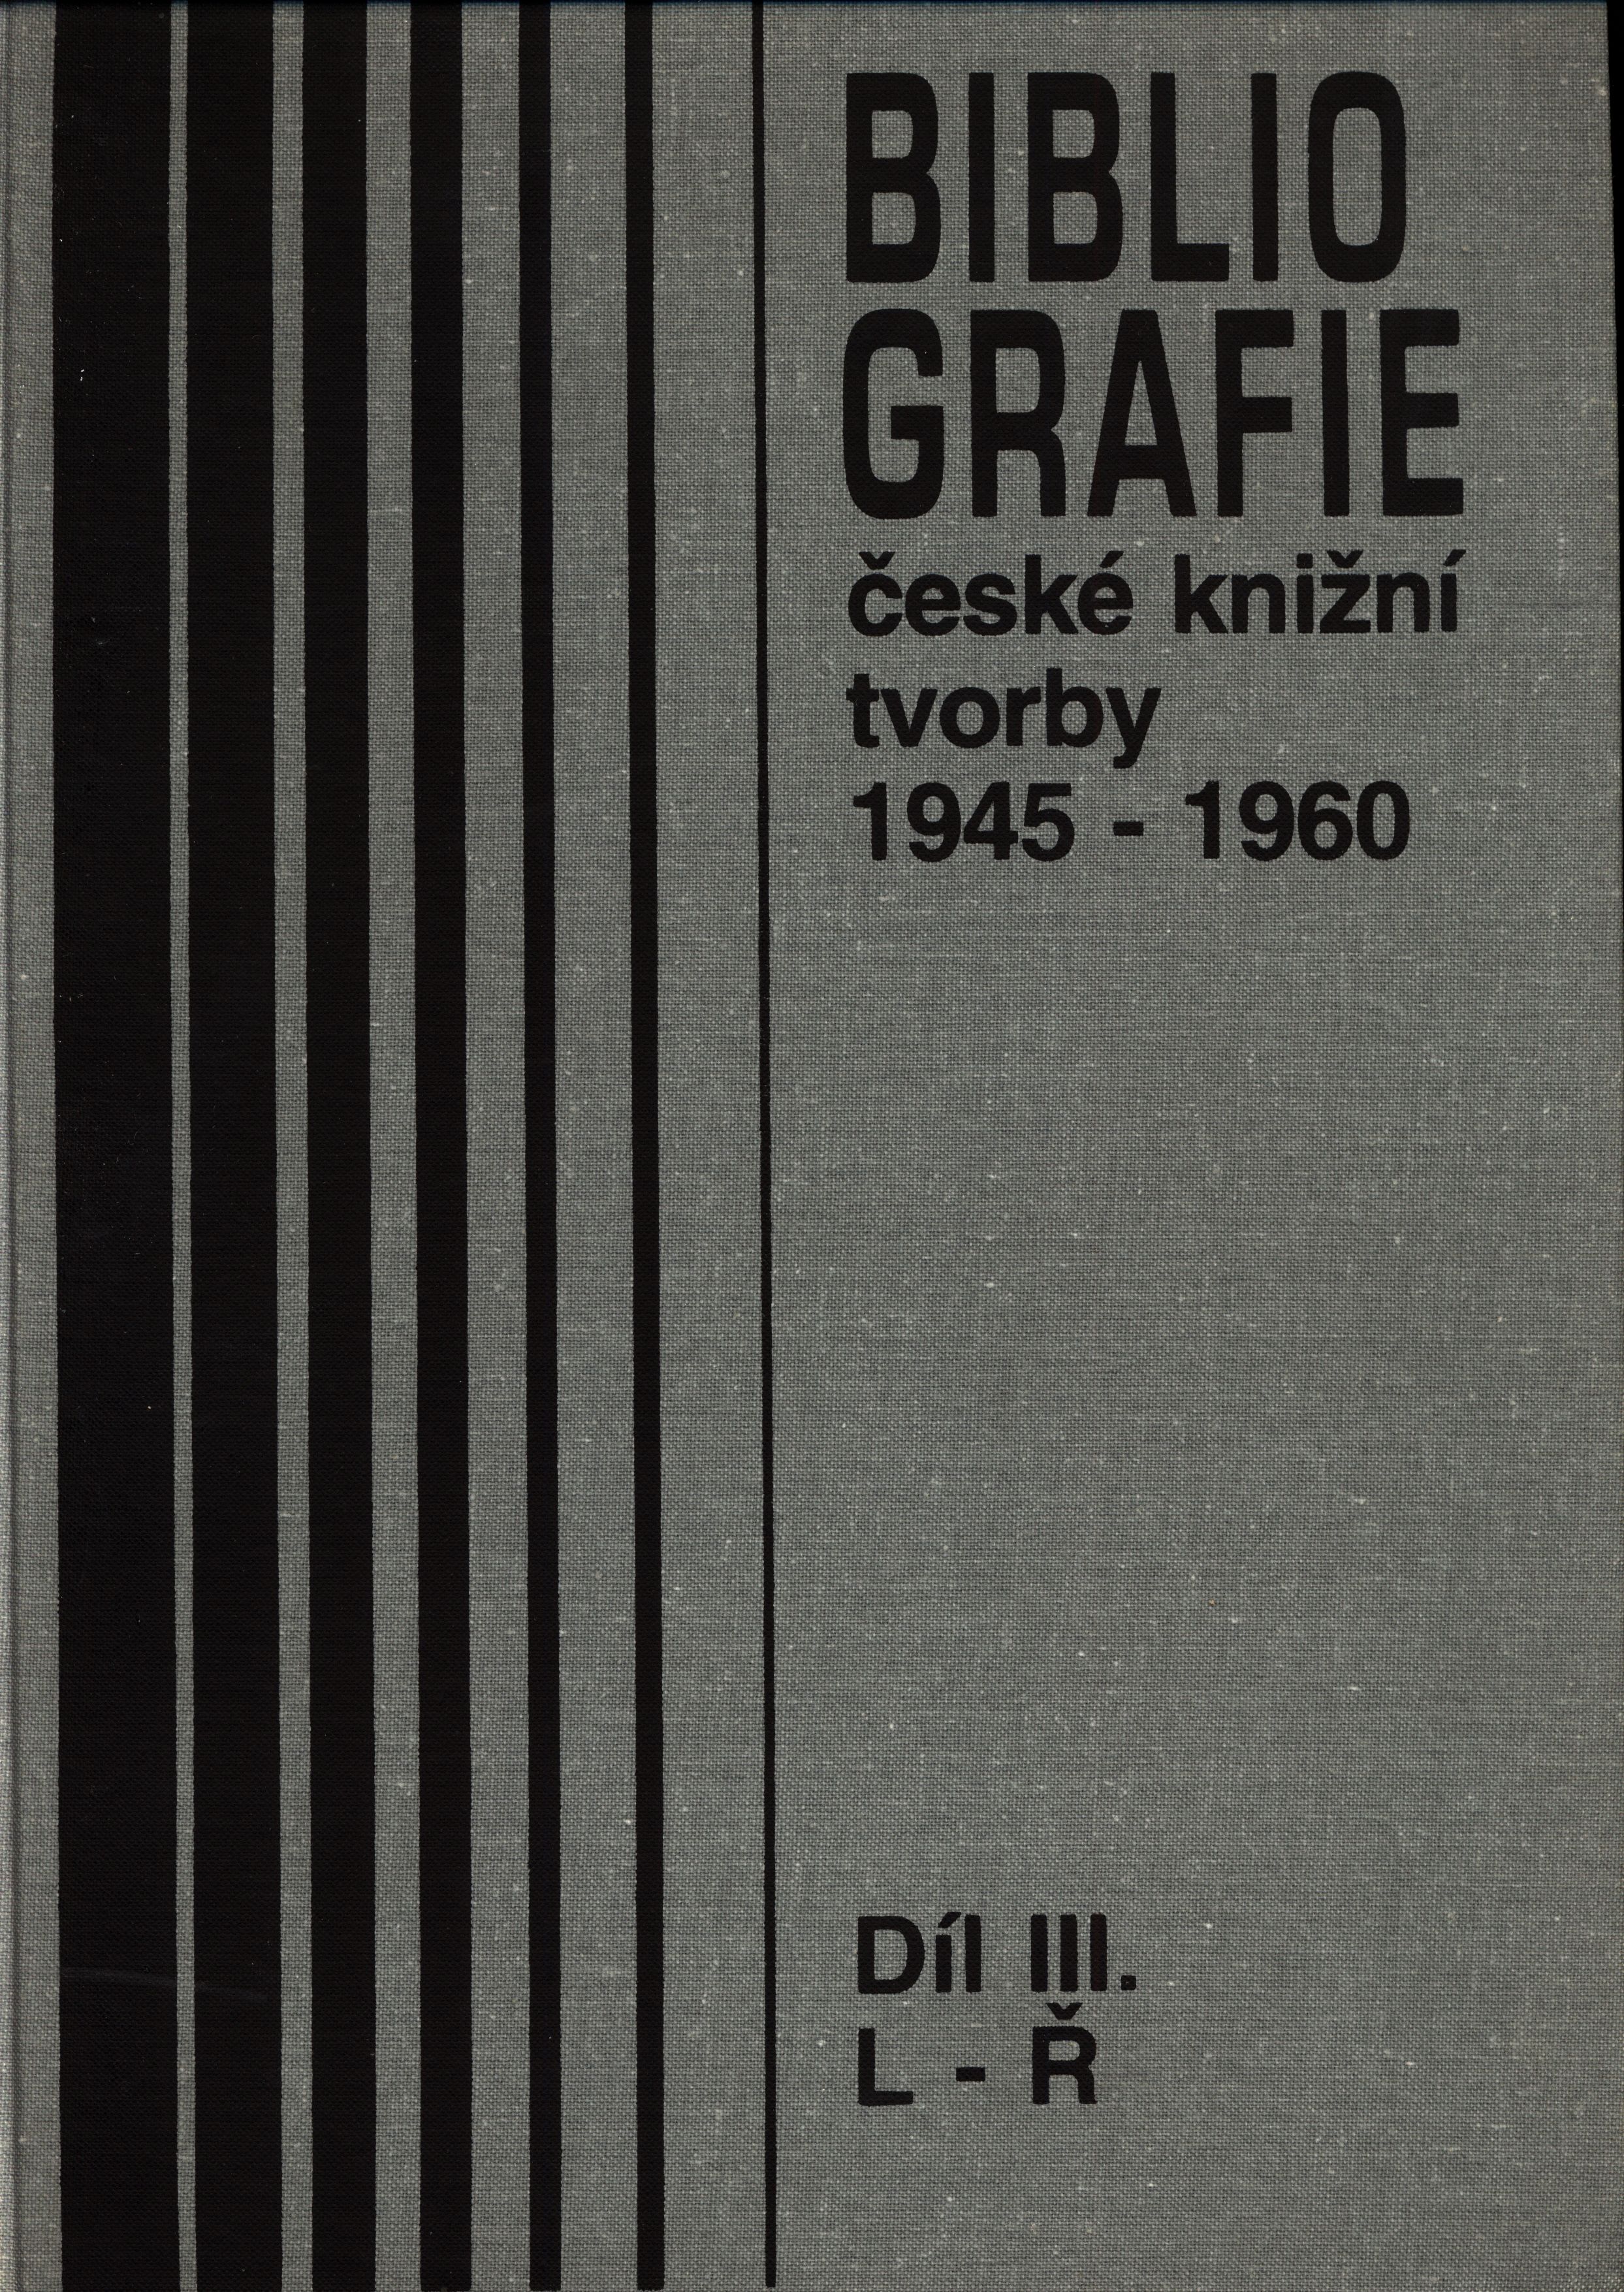 BIBLIO
GRAFIE
české knižní
tvorby
1945 - 1960
Díl III.
L - Ř